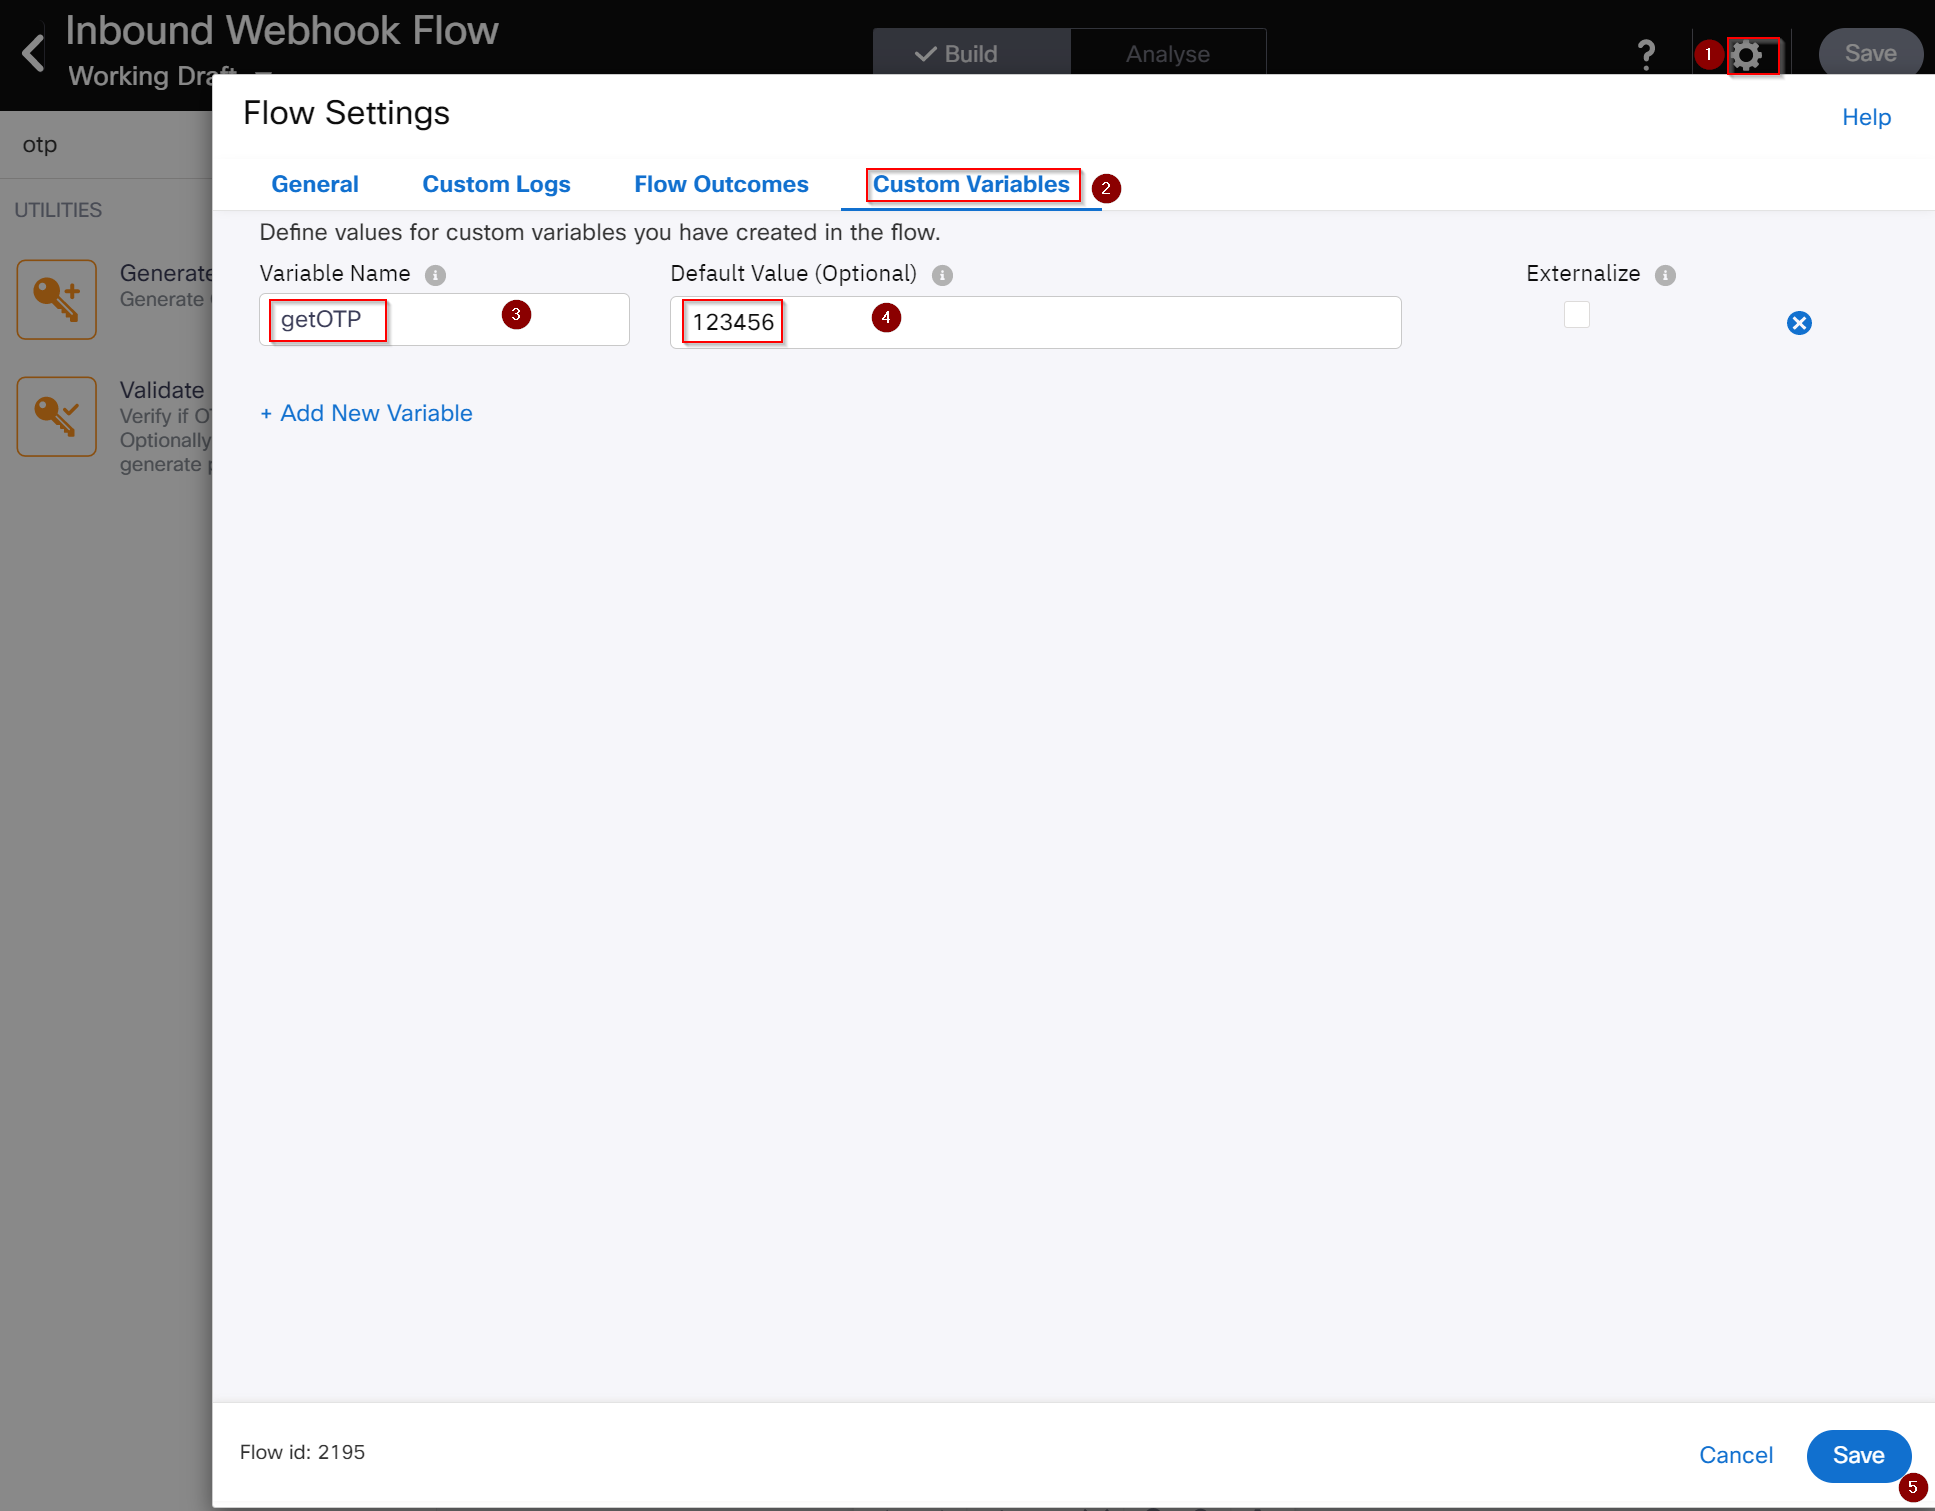 Inbound Webhook Flow
Working Draft
Build
Analyse
?
1
Save
otp
UTILITIES
Generate
Generate
Validate
Verify if OT
Optionally
generate p
Flow Settings
Help
General
Custom Logs
Flow Outcomes
Custom Variables
2
Define values for custom variables you have created in the flow.
Variable Name
Default Value (Optional)
Externalize
getOTP
3
123456
4
+ Add New Variable
Flow id: 2195
Cancel
Save
5